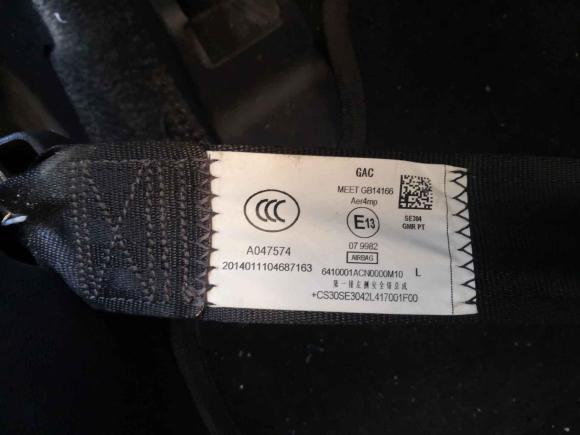 GAC
MEET GB14166
Aer4mp
CCC
E13
SE304
GMR PT
A047574
07 9982
AIRBAG
2014011104687163
6410001ACN0000M10 L
第一排左侧安全带总成
+CS30SE3042L417001F00